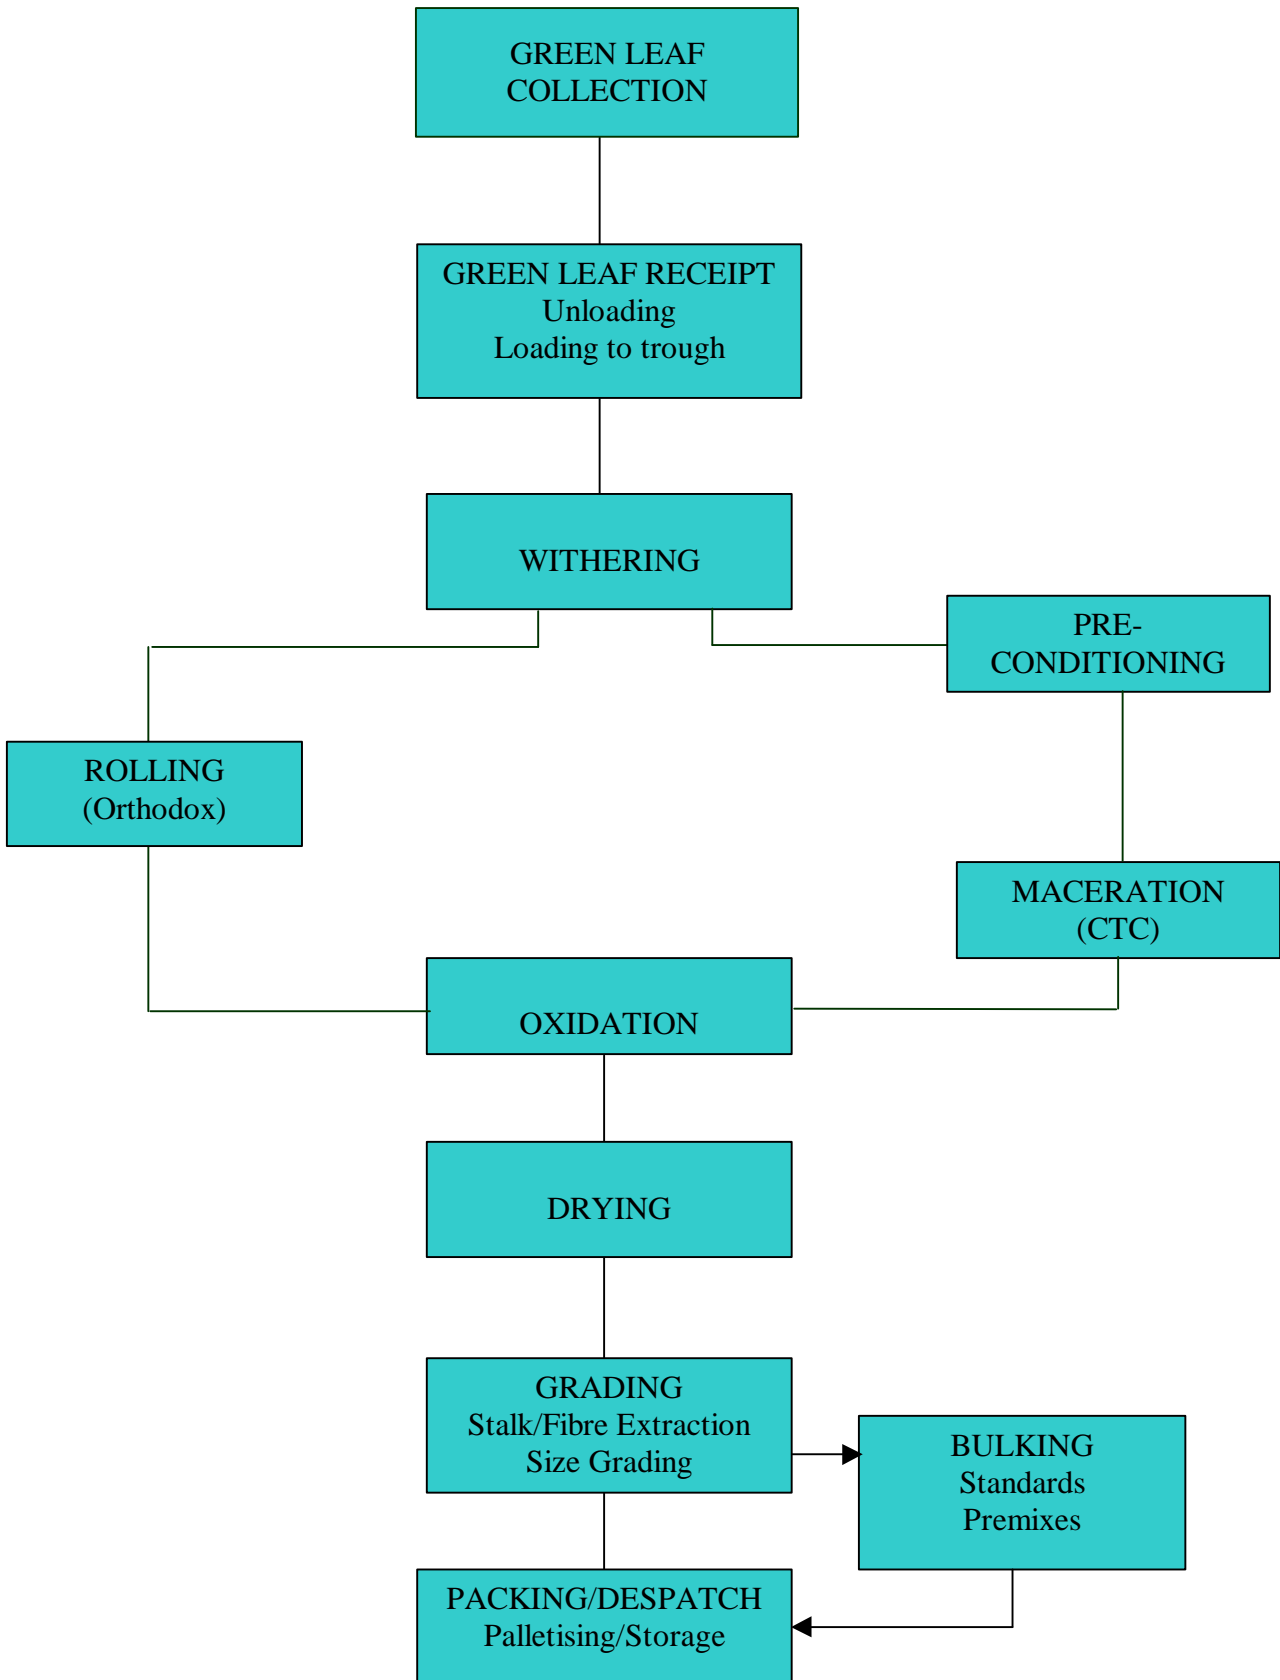 GREEN LEAF
COLLECTION
GREEN LEAF RECEIPT
Unloading
Loading to trough
WITHERING
PRE-
CONDITIONING
ROLLING
(Orthodox)
MACERATION
(CTC)
OXIDATION
DRYING
GRADING
Stalk/Fibre Extraction
Size Grading
BULKING
Standards
Premixes
PACKING/DESPATCH
Palletising/Storage